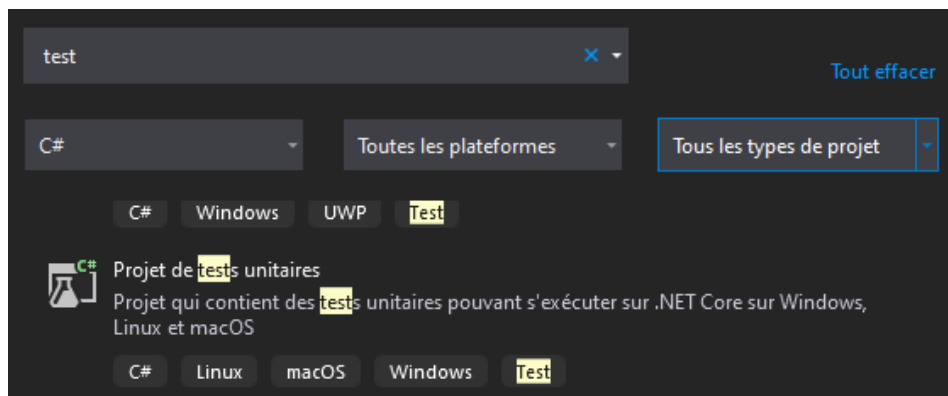 test
Tout effacer
C# Toutes les plateformes Tous les types de projet
C# Windows UWP Test
C#
Projet de tests unitaires
Projet qui contient des tests unitaires pouvant s'exécuter sur .NET Core sur Windows,
Linux et macOS
C# Linux macOS Windows Test